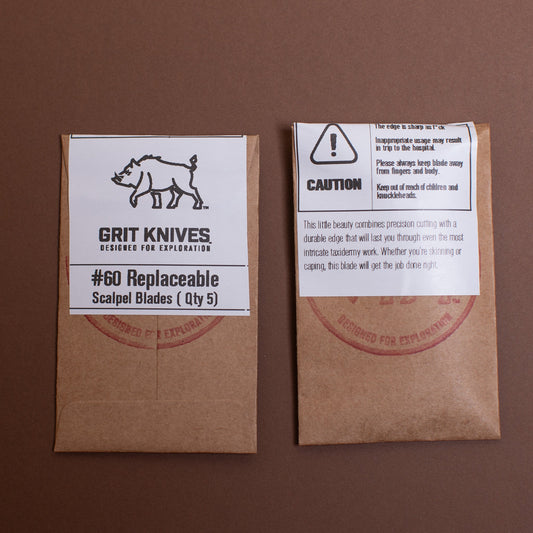 TM
GRIT KNIVES
DESIGNED FOR EXPLORATION
#60 Replaceable
Scalpel Blades ( Qty 5)
DESIGNED FOR EXPLORATION
The edge is sharp as f*ck
Inappropriate usage may result
in trip to the hospital.
Please always keep blade away
from fingers and body.
CAUTION
Keep out of reach of children and
knuckleheads.
This little beauty combines precision cutting with a
durable edge that will last you through even the most
intricate taxidermy work. Whether you're skinning or
caping, this blade will get the job done right.
DESIGNED FOR EXPLORATION